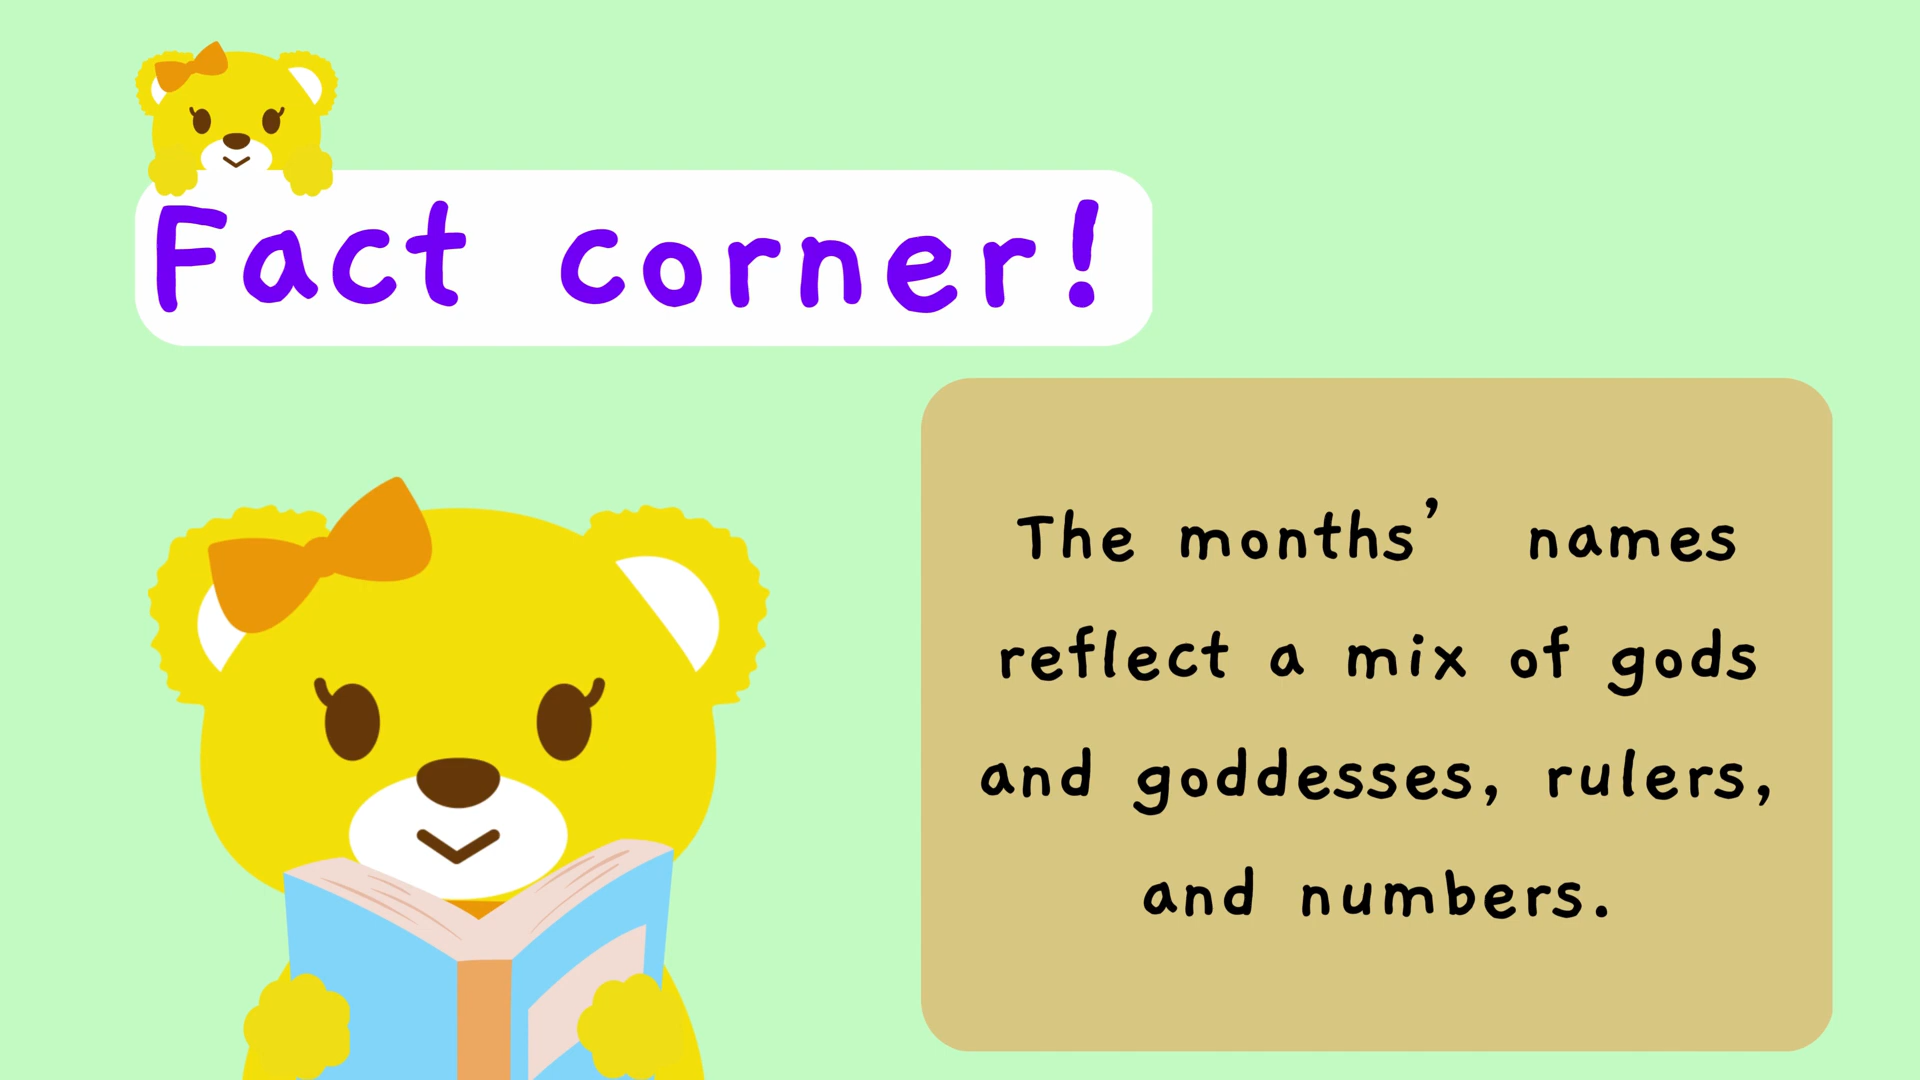 Fact corner!
The months’ names
reflect a mix of gods
and goddesses, rulers,
and numbers.